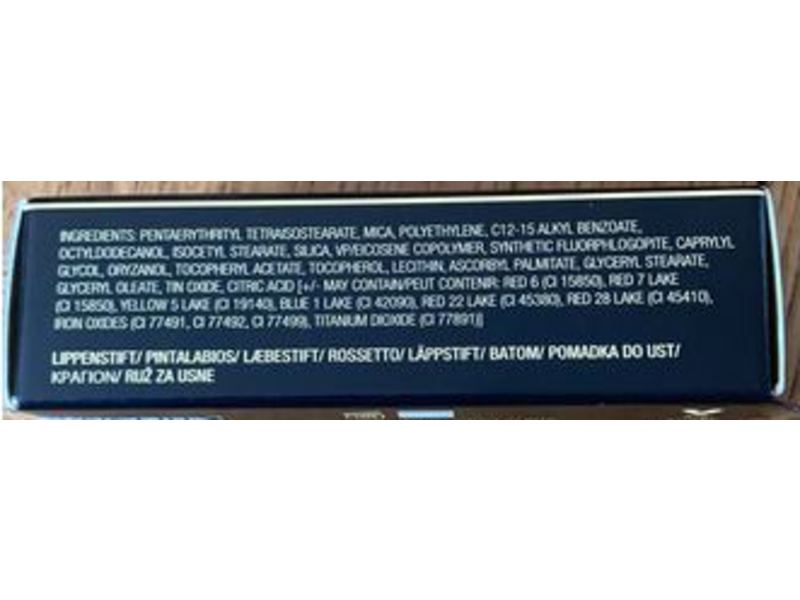 INGREDIENTS: PENTAERYTHRITYL TETRAISOSTEARATE, MICA, POLYETHYLENE, C12-15 ALKYL BENZOATE,
OCTYLDODECANOL, ISOCETYL STEARATE, SILICA, VP/EICOSENE COPOLYMER, SYNTHETIC FLUORPHLOGOPITE, CAPRYLYL
GLYCOL, ORYZANOL, TOCOPHERYL ACETATE, TOCOPHEROL, LECITHIN, ASCORBYL PALMITATE, GLYCERYL STEARATE,
GLYCERYL OLEATE, TIN OXIDE, CITRIC ACID [+/- MAY CONTAIN/PEUT CONTENIR: RED 6 (CI 15850), RED 7 LAKE
(CI 15850), YELLOW 5 LAKE (CI 19140), BLUE 1 LAKE (CI 42090), RED 22 LAKE (CI 45380), RED 28 LAKE (CI 45410),
IRON OXIDES (CI 77491, CI 77492, CI 77499), TITANIUM DIOXIDE (CI 77891)]
LIPPENSTIFT/ PINTALABIOS/ LÆBESTIFT/ ROSSETTO/ LÄPPSTIFT/ BATOM/ POMADKA DO UST/
ΚΡΑΓΙΟΝ/ RUŽ ZA USNE